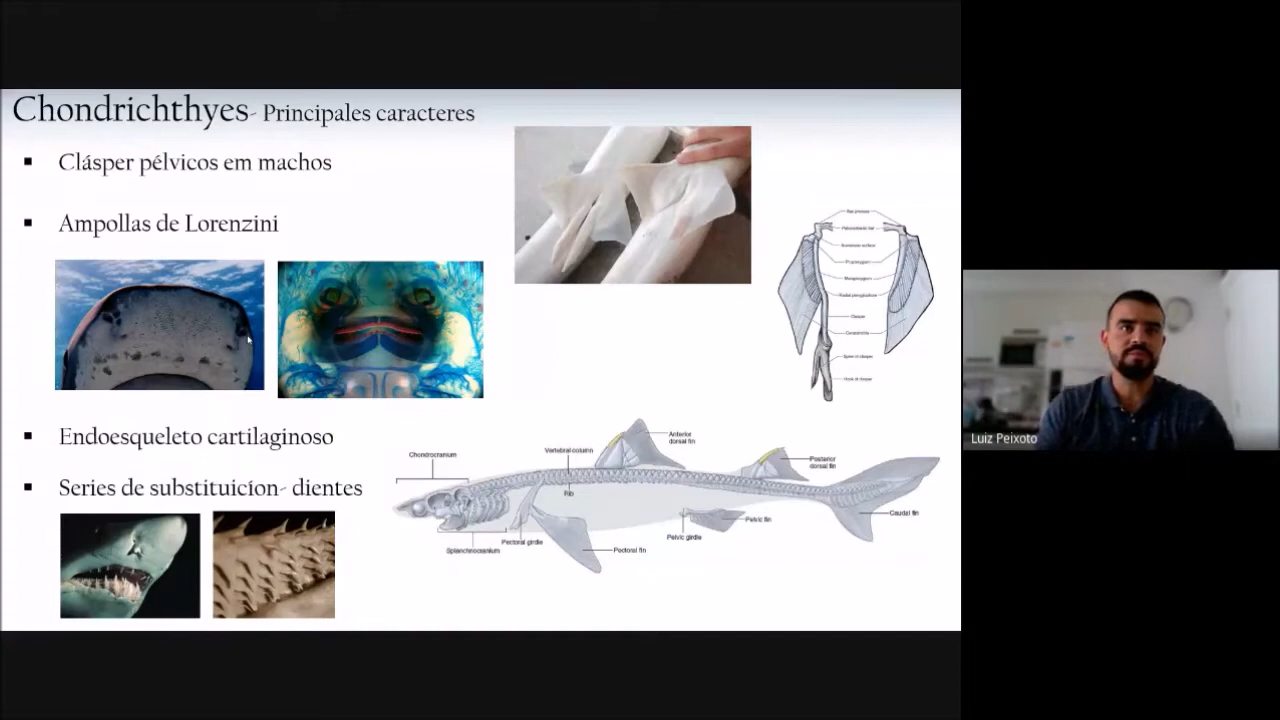 Chondrichthyes- Principales caracteres
Clásper pélvicos em machos
Ampollas de Lorenzini
Endoesqueleto cartilaginoso
Series de substituicíon- dientes
Chondrocranium
Vertebral column
Anterior
dorsal fin
Posterior
dorsal fin
Rib
Caudal fin
Pelvic fin
Pelvic girdle
Pectoral girdle
Splanchnocranium
Pectoral fin
Clasper
Luiz Peixoto